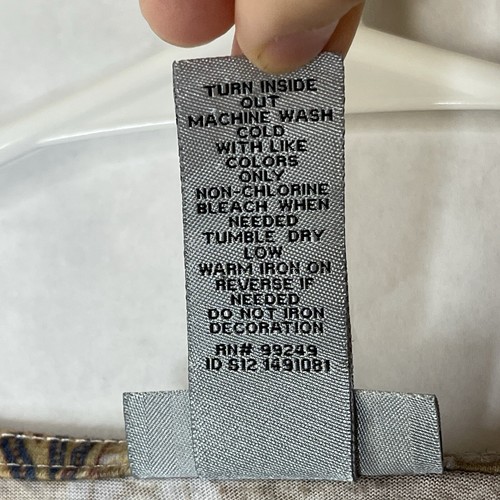 TURN INSIDE
OUT
MACHINE WASH
COLD
WITH LIKE
COLORS
ONLY
NON-CHLORINE
BLEACH WHEN
NEEDED
TUMBLE DRY
LOW
WARM IRON ON
REVERSE IF
NEEDED
DO NOT IRON
DECORATION
RN# 99249
ID S12 1491081